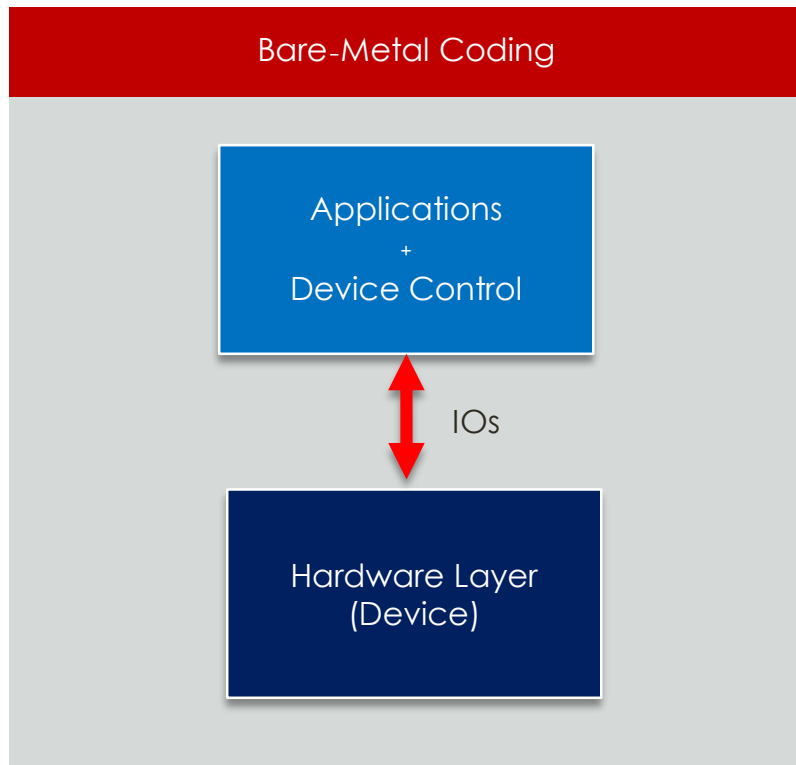 Bare-Metal Coding
Applications
+
Device Control
IOs
Hardware Layer
(Device)